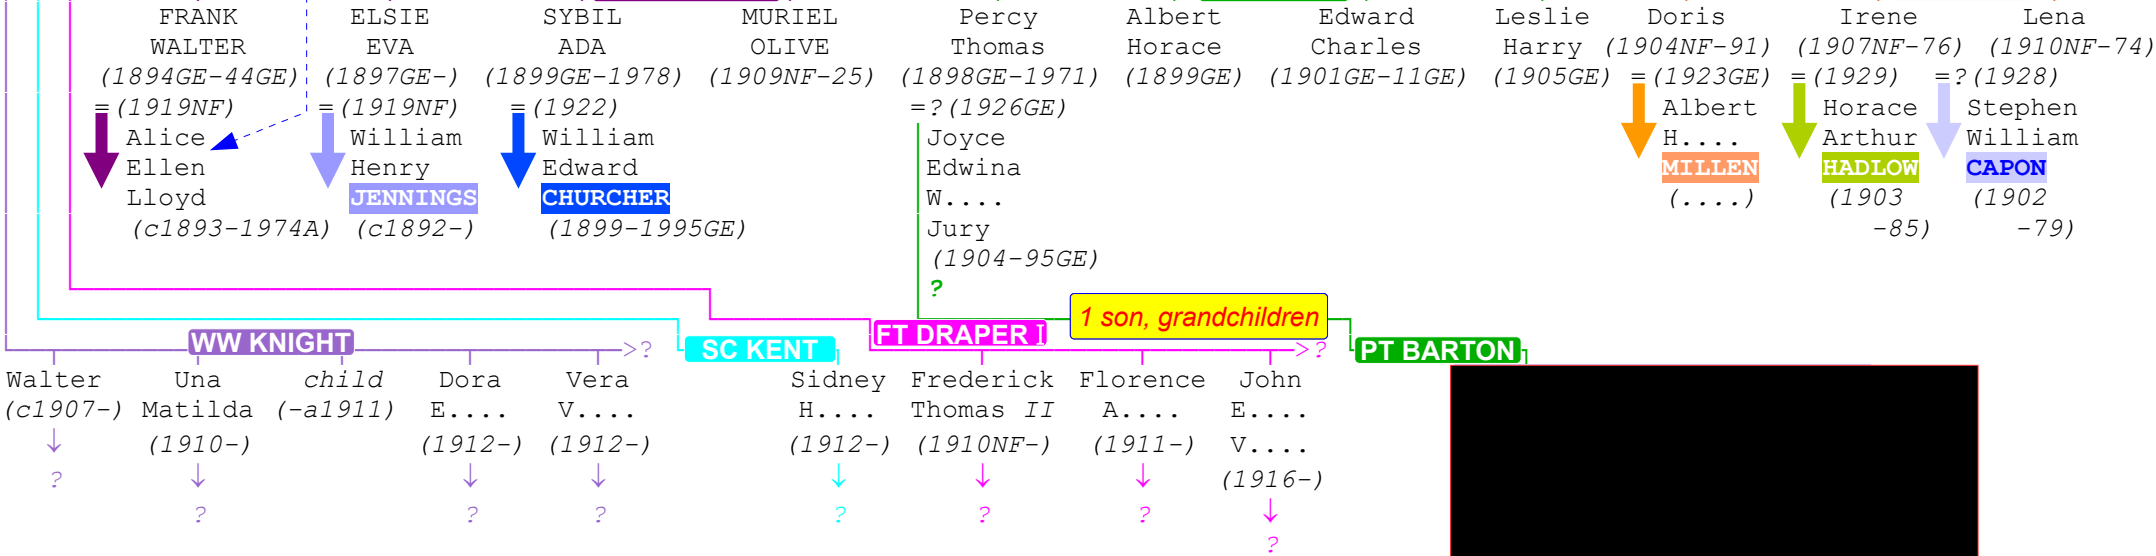 FRANK ELSIE SYBIL MURIEL Percy Albert Edward Leslie Doris Irene Lena
WALTER EVA ADA OLIVE Thomas Horace Charles Harry (1904NF-91) (1907NF-76) (1910NF-74)
(1894GE-44GE) (1897GE-) (1899GE-1978) (1909NF-25) (1898GE-1971) (1899GE) (1901GE-11GE) (1905GE) =(1923GE) =(1929) =?(1928)
=(1919NF) =(1919NF) =(1922) =?(1926GE) Albert Horace Stephen
Alice William William Joyce H.... Arthur William
Ellen Henry Edward Edwina MILLEN HADLOW CAPON
Lloyd JENNINGS CHURCHER W.... (....) (1903 (1902
(c1893-1974A) (c1892-) (1899-1995GE) Jury -85) -79)
(1904-95GE)
?
1 son, grandchildren
WW KNIGHT >? SC KENT FT DRAPER I >? PT BARTON
Walter Una child Dora Vera Sidney Frederick Florence John
(c1907-) Matilda (-a1911) E.... V.... H.... Thomas II A.... E....
↓ (1910-) (1912-) (1912-) (1912-) (1910NF-) (1911-) V....
? ↓ ↓ ↓ ↓ ↓ ↓ (1916-)
? ? ? ? ? ? ↓
?